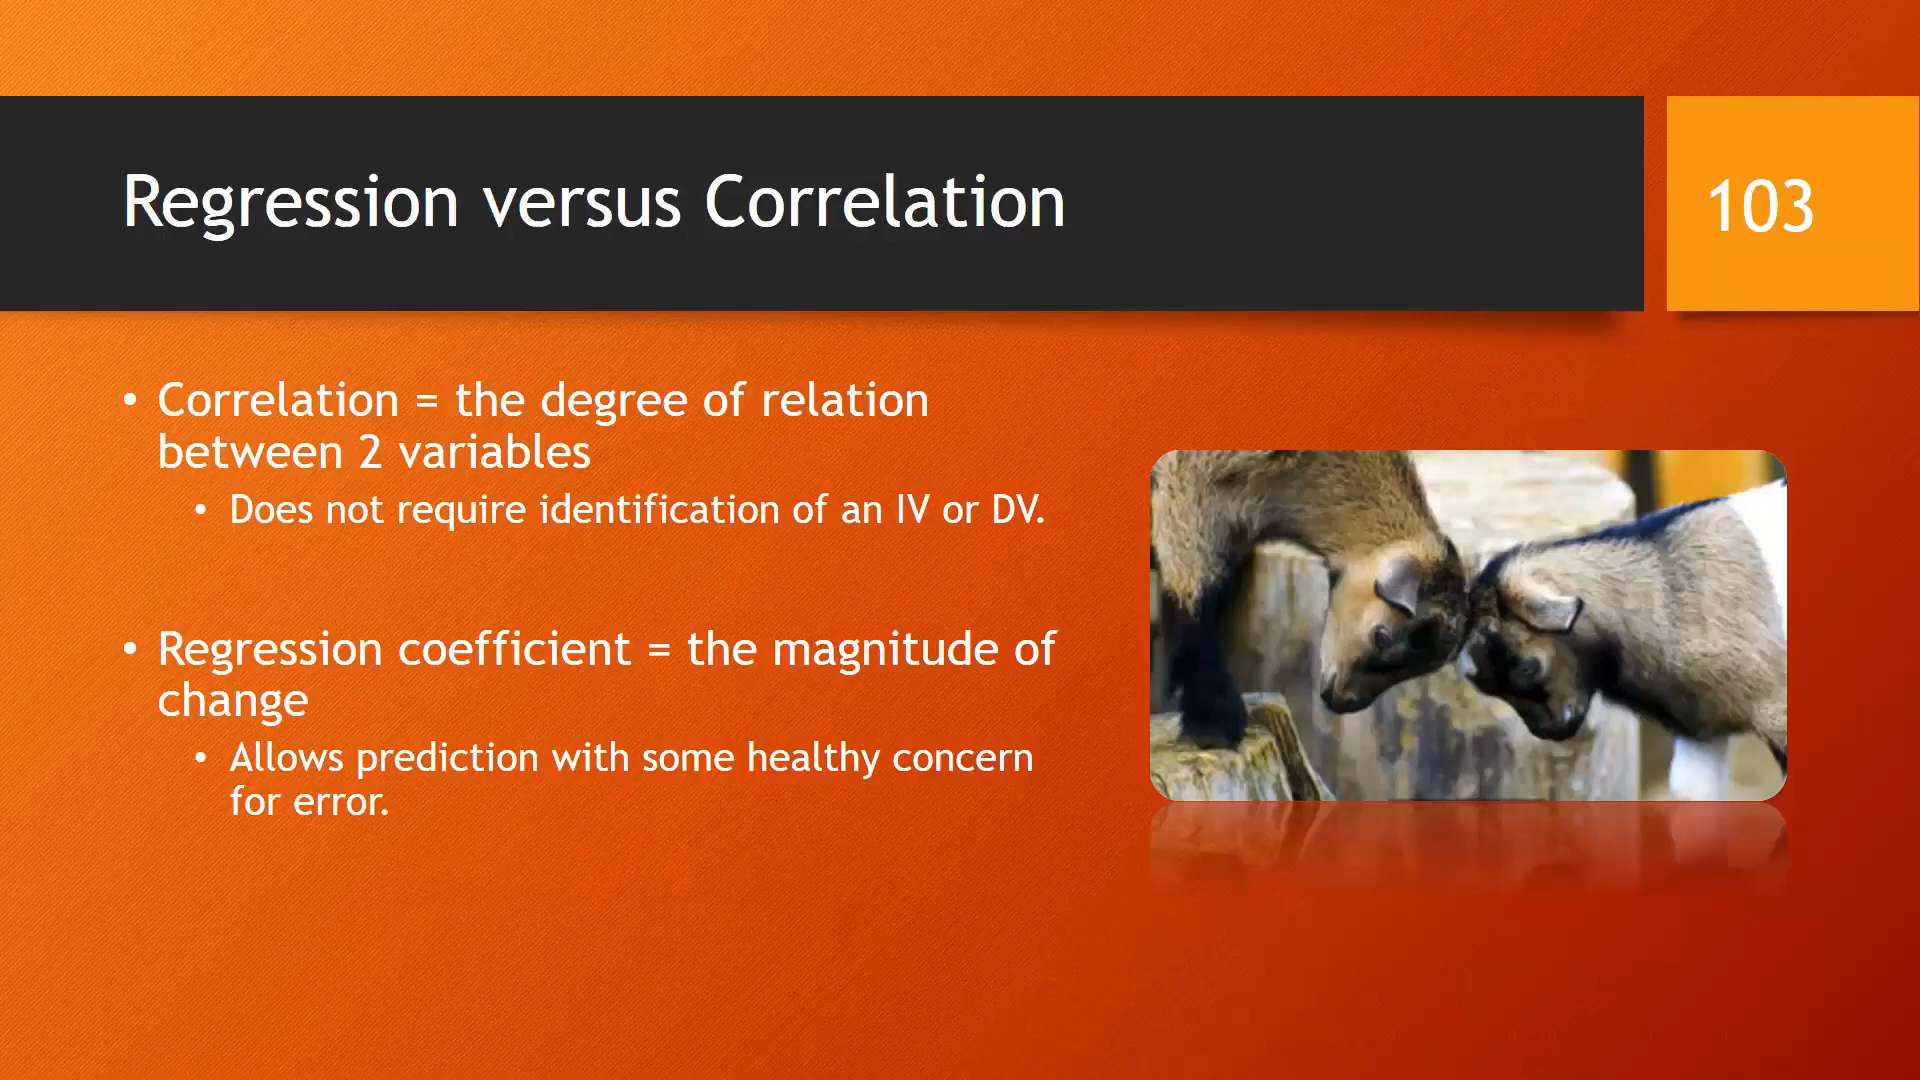 Regression versus Correlation
103
• Correlation = the degree of relation
between 2 variables
• Does not require identification of an IV or DV.
• Regression coefficient = the magnitude of
change
• Allows prediction with some healthy concern
for error.